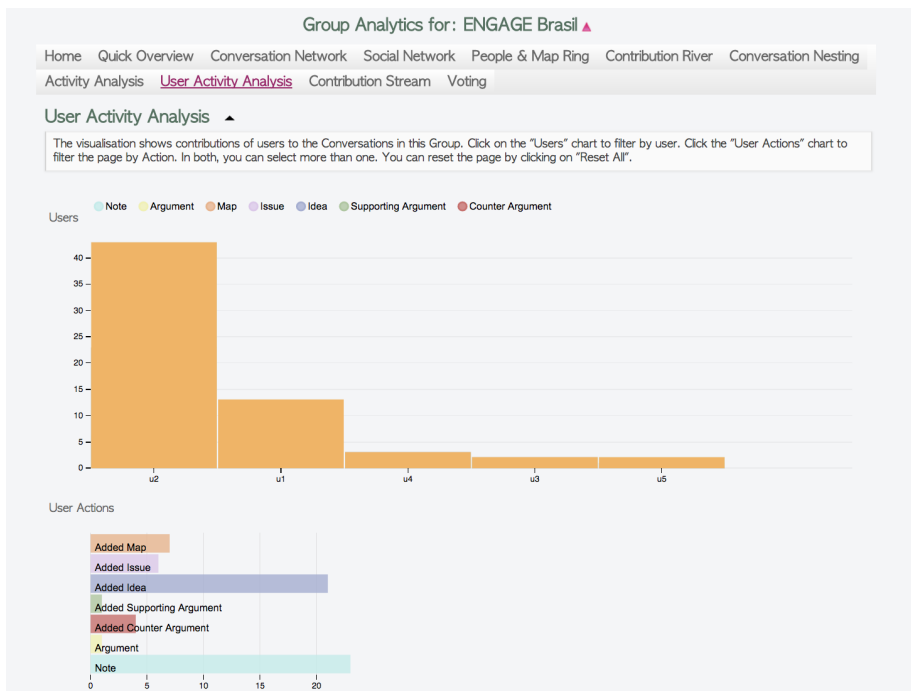 Group Analytics for: ENGAGE Brasil
Home Quick Overview Conversation Network Social Network People & Map Ring Contribution River Conversation Nesting
Activity Analysis User Activity Analysis Contribution Stream Voting
User Activity Analysis
The visualisation shows contributions of users to the Conversations in this Group. Click on the "Users" chart to filter by user. Click the "User Actions" chart to
filter the page by Action. In both, you can select more than one. You can reset the page by clicking on "Reset All".
Note Argument Map Issue Idea Supporting Argument Counter Argument
Users
40
35
30
25
20
15
10
5
0
u2 u1 u4 u3 u5
User Actions
Added Map
Added Issue
Added Idea
Added Supporting Argument
Added Counter Argument
Argument
Note
0 5 10 15 20